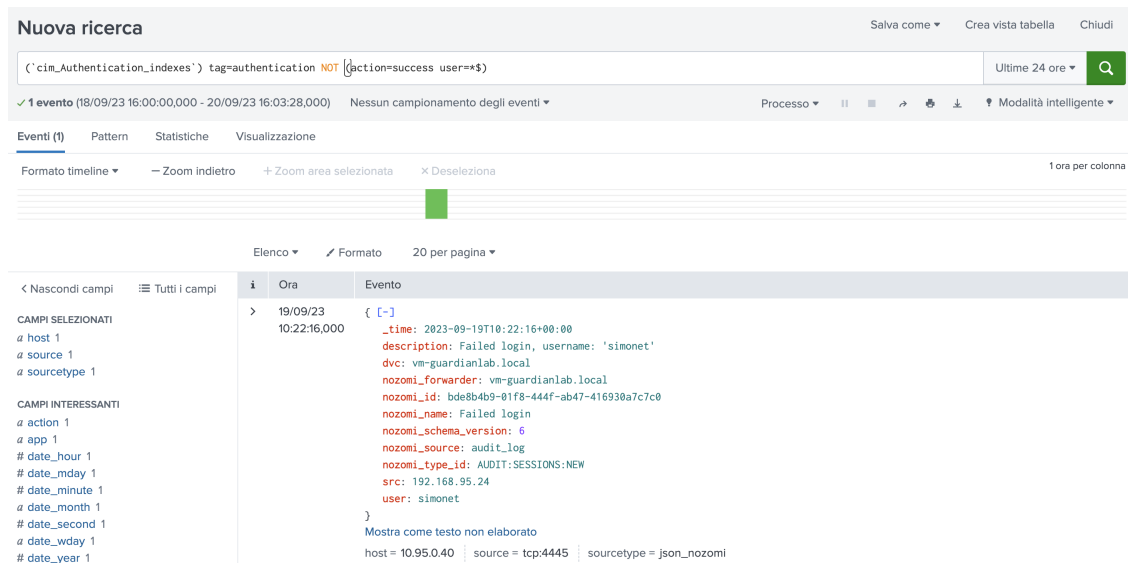 Nuova ricerca
Salva come Crea vista tabella Chiudi
(`cim_Authentication_indexes`) tag=authentication NOT (action=success user=*$)
Ultime 24 ore
1 evento (18/09/23 16:00:00,000 - 20/09/23 16:03:28,000) Nessun campionamento degli eventi
Processo Modalità intelligente
Eventi (1) Pattern Statistiche Visualizzazione
Formato timeline — Zoom indietro + Zoom area selezionata × Deseleziona
1 ora per colonna
Elenco Formato 20 per pagina
< Nascondi campi Tutti i campi
i Ora Evento
CAMPI SELEZIONATI
a host 1
a source 1
a sourcetype 1
CAMPI INTERESSANTI
a action 1
a app 1
# date_hour 1
# date_mday 1
# date_minute 1
a date_month 1
# date_second 1
a date_wday 1
# date_year 1
> 19/09/23
10:22:16,000
{ [-]
_time: 2023-09-19T10:22:16+00:00
description: Failed login, username: 'simonet'
dvc: vm-guardianlab.local
nozomi_forwarder: vm-guardianlab.local
nozomi_id: bde8b4b9-01f8-444f-ab47-416930a7c7c0
nozomi_name: Failed login
nozomi_schema_version: 6
nozomi_source: audit_log
nozomi_type_id: AUDIT:SESSIONS:NEW
src: 192.168.95.24
user: simonet
}
Mostra come testo non elaborato
host = 10.95.0.40 source = tcp:4445 sourcetype = json_nozomi